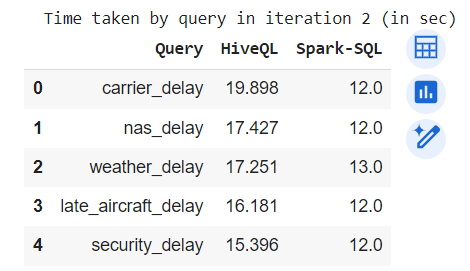 Time taken by query in iteration 2 (in sec)
Query HiveQL Spark-SQL
0 carrier_delay 19.898 12.0
1 nas_delay 17.427 12.0
2 weather_delay 17.251 13.0
3 late_aircraft_delay 16.181 12.0
4 security_delay 15.396 12.0